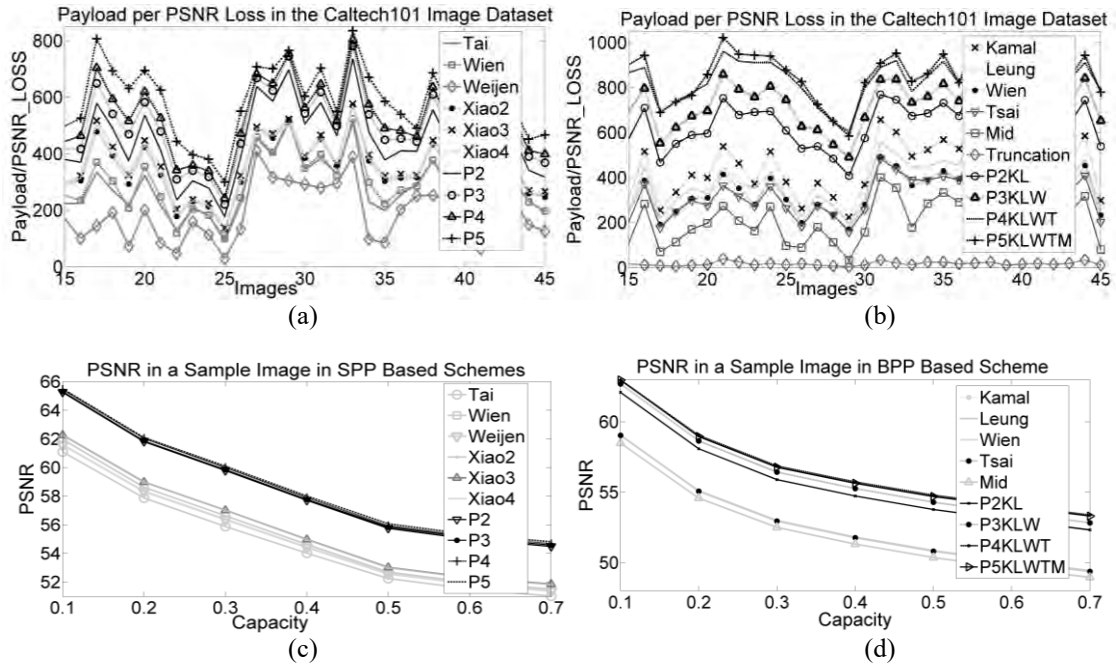 Payload per PSNR Loss in the Caltech101 Image Dataset
800
600
400
200
0
Payload/PSNR_LOSS
Tai
Wien
Weijen
Xiao2
Xiao3
Xiao4
P2
P3
P4
P5
15 20 25 30 35 40 45
Images
(a)
Payload per PSNR Loss in the Caltech101 Image Dataset
1000
800
600
400
200
0
Payload/PSNR_LOSS
Kamal
Leung
Wien
Tsai
Mid
Truncation
P2KL
P3KLW
P4KLWT
P5KLWTM
15 20 25 30 35 40 45
Images
(b)
PSNR in a Sample Image in SPP Based Schemes
66
64
62
60
58
56
54
52
PSNR
Tai
Wien
Weijen
Xiao2
Xiao3
Xiao4
P2
P3
P4
P5
0.1 0.2 0.3 0.4 0.5 0.6 0.7
Capacity
(c)
PSNR in a Sample Image in BPP Based Scheme
60
55
50
PSNR
Kamal
Leung
Wien
Tsai
Mid
P2KL
P3KLW
P4KLWT
P5KLWTM
0.1 0.2 0.3 0.4 0.5 0.6 0.7
Capacity
(d)